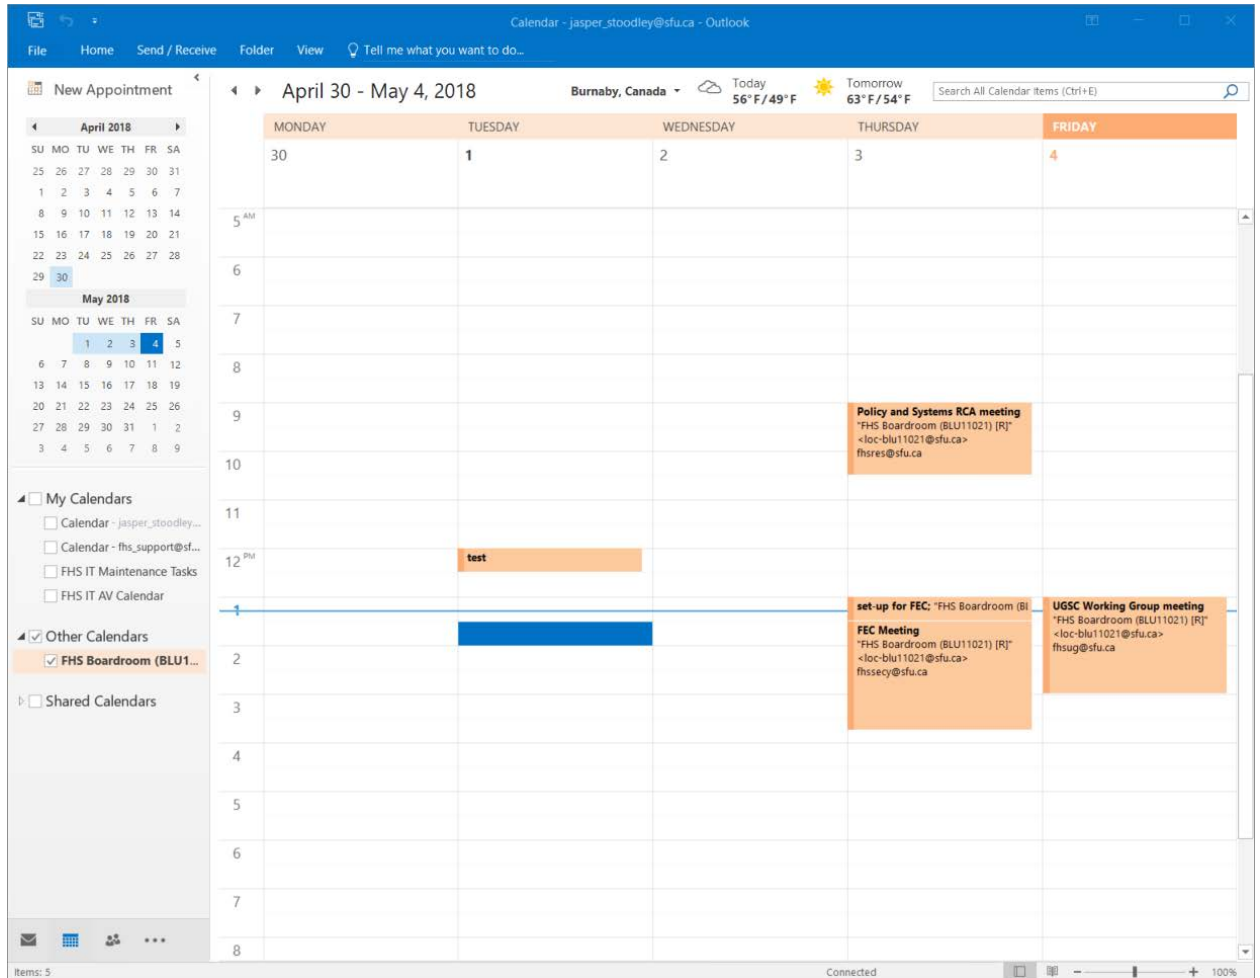 Calendar - jasper_stoodley@sfu.ca - Outlook
File Home Send / Receive Folder View Tell me what you want to do...
New Appointment
April 30 - May 4, 2018
Burnaby, Canada
Today
56°F/49°F
Tomorrow
63°F/54°F
Search All Calendar Items (Ctrl+E)
April 2018
SU MO TU WE TH FR SA
25 26 27 28 29 30 31
1 2 3 4 5 6 7
8 9 10 11 12 13 14
15 16 17 18 19 20 21
22 23 24 25 26 27 28
29 30
May 2018
SU MO TU WE TH FR SA
1 2 3 4 5
6 7 8 9 10 11 12
13 14 15 16 17 18 19
20 21 22 23 24 25 26
27 28 29 30 31 1 2
3 4 5 6 7 8 9
My Calendars
Calendar - jasper_stoodley...
Calendar - fhs_support@sf...
FHS IT Maintenance Tasks
FHS IT AV Calendar
Other Calendars
FHS Boardroom (BLU1...
Shared Calendars
MONDAY TUESDAY WEDNESDAY THURSDAY FRIDAY
30 1 2 3 4
5 AM
6
7
8
9
10
11
12 PM
1
2
3
4
5
6
7
8
test
Policy and Systems RCA meeting
"FHS Boardroom (BLU11021) [R]"
<loc-blu11021@sfu.ca>
fhsres@sfu.ca
set-up for FEC; "FHS Boardroom (Bl
FEC Meeting
"FHS Boardroom (BLU11021) [R]"
<loc-blu11021@sfu.ca>
fhssecy@sfu.ca
UGSC Working Group meeting
"FHS Boardroom (BLU11021) [R]"
<loc-blu11021@sfu.ca>
fhsug@sfu.ca
Items: 5
Connected
100%